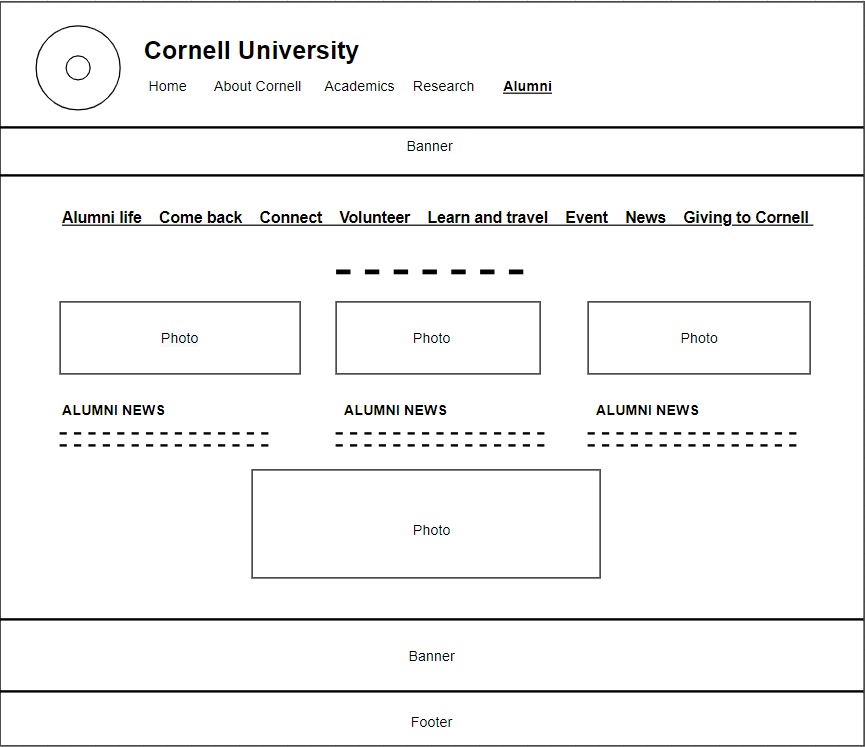 Cornell University
Home About Cornell Academics Research Alumni
Banner
Alumni life Come back Connect Volunteer Learn and travel Event News Giving to Cornell
Photo Photo Photo
ALUMNI NEWS ALUMNI NEWS ALUMNI NEWS
Photo
Banner
Footer